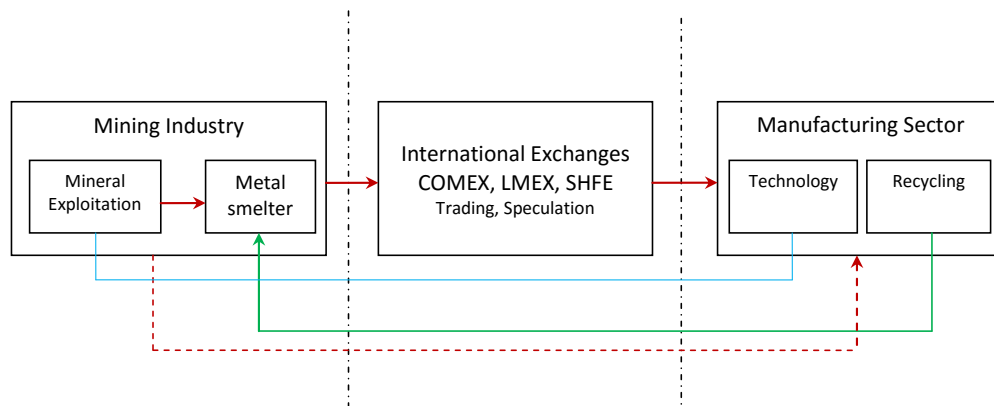 Mining Industry
Mineral
Exploitation
Metal
smelter
International Exchanges
COMEX, LMEX, SHFE
Trading, Speculation
Manufacturing Sector
Technology
Recycling